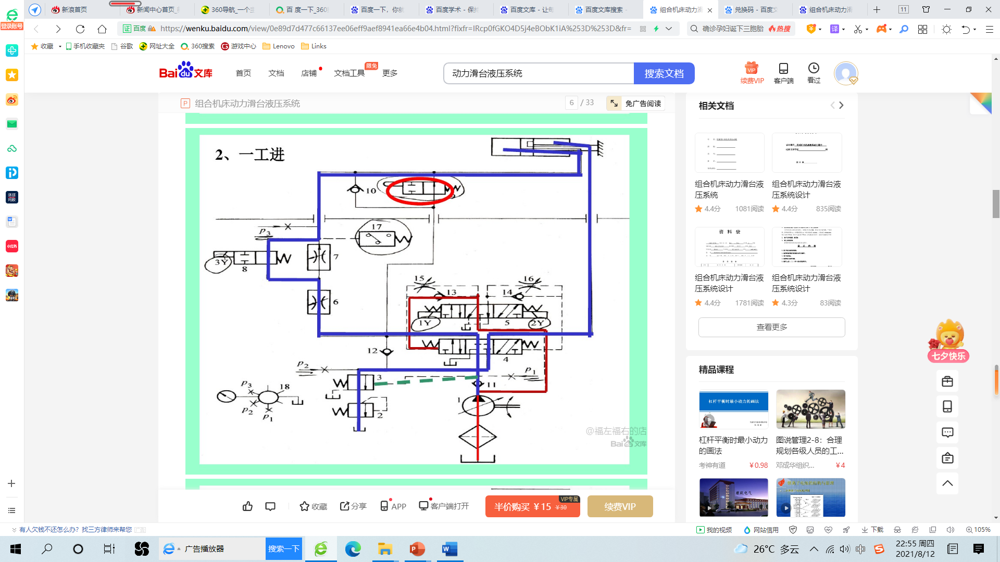 新浪首页
新闻中心首页_新
360导航_一个主
百度一下_360
百度一下，你就
百度学术 - 保持
百度文库 - 让每
百度文库搜索 -
组合机床动力滑
兑换码 - 百度文
组合机床动力滑
11
登录账号
证 百度
https://wenku.baidu.com/view/0e89d7d477c66137ee06eff9aef8941ea66e4b04.html?fixfr=IRcp0fGKO4D5j4eBObK1iA%253D%253D&fr=
确诊孕妇诞下三胞胎
热搜
译
收藏
手机收藏夹
谷歌
网址大全
360搜索
游戏中心
Lenovo
Links
Bai du 文库
首页
文档
店铺
文档工具
限免
更多
动力滑台液压系统
搜索文档
VIP
续费VIP
客户端
看过
组合机床动力滑台液压系统
6 / 33
免广告阅读
2、一工进
10
17
p3
7
3Y
8
6
15
16
13
14
1Y
5
2Y
12
4
p2
3
p1
11
p3
18
1
p2
p1
2
@福左福右的店
Bai du 文库
相关文档
组合机床动力滑台液压系统
4.4分 1081阅读
组合机床动力滑台液压系统设计
4.4分 835阅读
资 料 袋
组合机床动力滑台液压系统设计
4.4分 1781阅读
组合机床动力滑台液压系统设计
4.3分 83阅读
查看更多
七夕快乐
精品课程
杠杆平衡时最小动力的画法
杠杆平衡时最小动力的画法
考神有道 ¥0.98
图说管理2-8：合理规划各级人员的工...
邓成华组织... ¥4
建筑电气
收藏
分享
APP
客户端打开
半价购买 ¥15 ¥30
VIP专属
续费VIP
有人欠钱不还怎么办？找三方律师来帮您
广告
我的视频
网站信用
下载
105%
广告播放器
搜索一下
26°C 多云
中
22:55 周四
2021/8/12